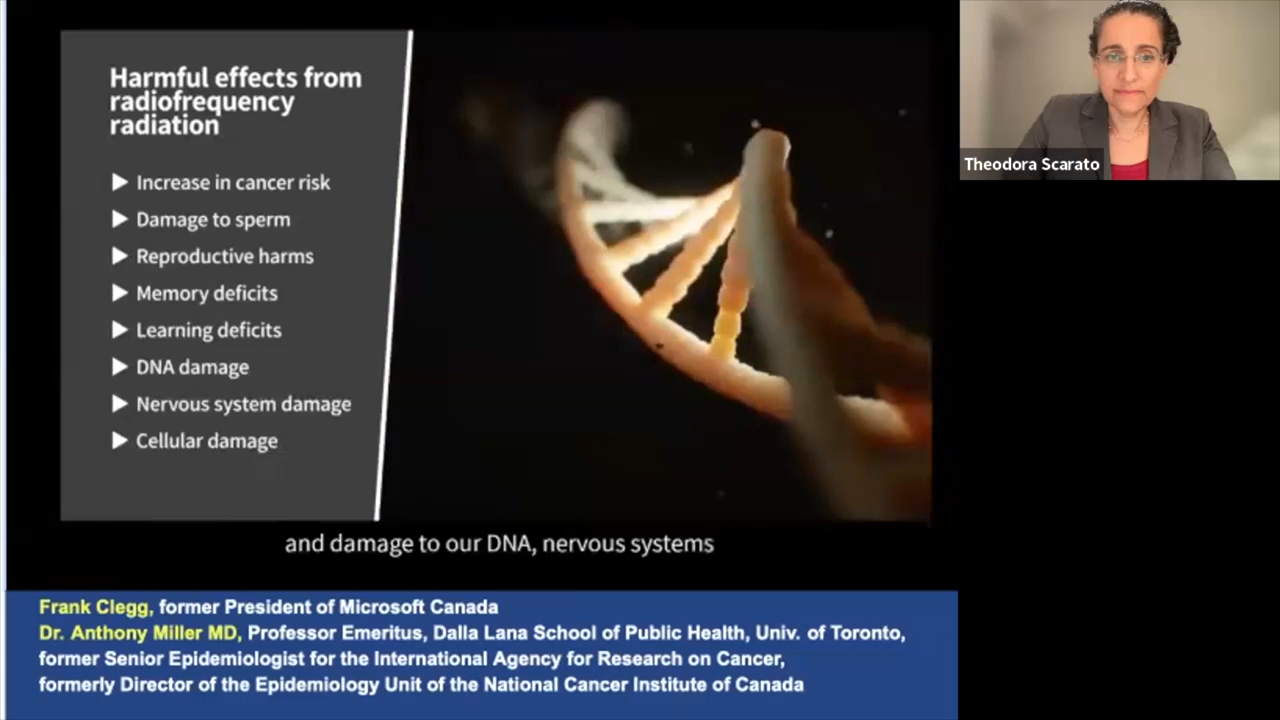 Harmful effects from
radiofrequency
radiation
Increase in cancer risk
Damage to sperm
Reproductive harms
Memory deficits
Learning deficits
DNA damage
Nervous system damage
Cellular damage
and damage to our DNA, nervous systems
Frank Clegg, former President of Microsoft Canada
Dr. Anthony Miller MD, Professor Emeritus, Dalla Lana School of Public Health, Univ. of Toronto,
former Senior Epidemiologist for the International Agency for Research on Cancer,
formerly Director of the Epidemiology Unit of the National Cancer Institute of Canada
Theodora Scarato